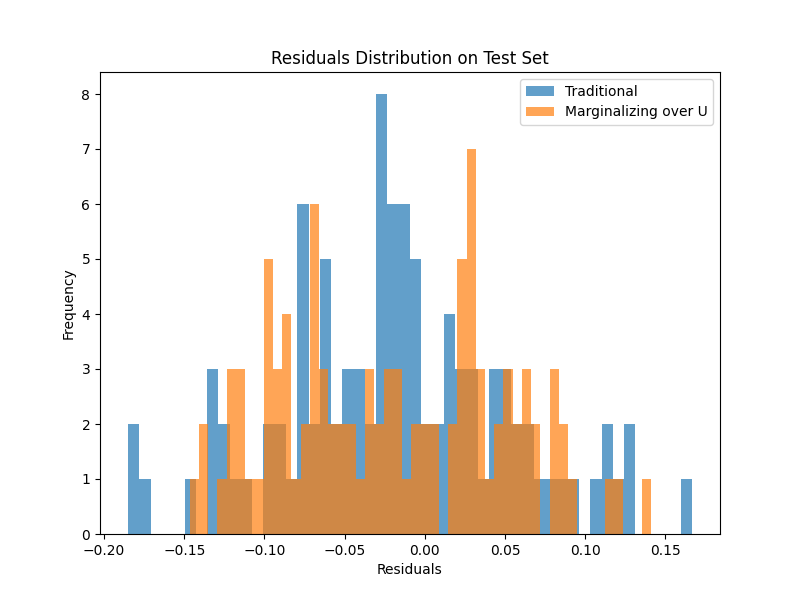 Residuals Distribution on Test Set
Traditional
Marginalizing over U
8
7
6
5
4
3
2
1
0
Frequency
−0.20 −0.15 −0.10 −0.05 0.00 0.05 0.10 0.15
Residuals